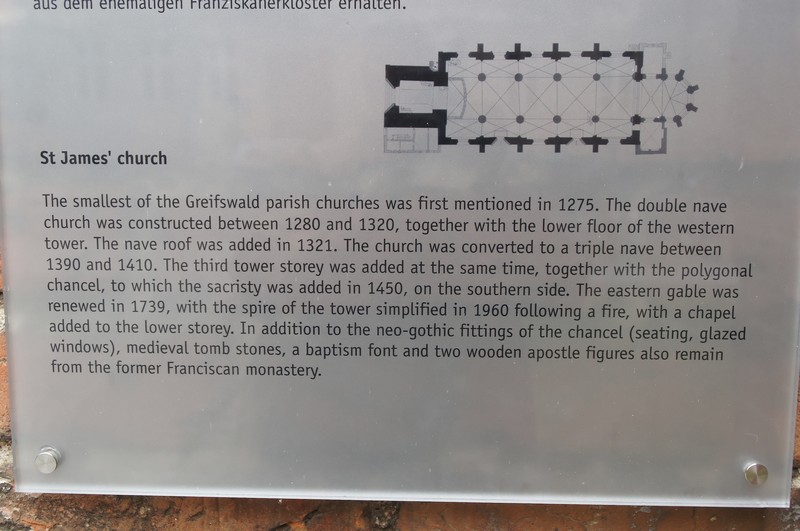 aus dem ehemaligen Franziskanerkloster erhalten.
St James' church
The smallest of the Greifswald parish churches was first mentioned in 1275. The double nave
church was constructed between 1280 and 1320, together with the lower floor of the western
tower. The nave roof was added in 1321. The church was converted to a triple nave between
1390 and 1410. The third tower storey was added at the same time, together with the polygonal
chancel, to which the sacristy was added in 1450, on the southern side. The eastern gable was
renewed in 1739, with the spire of the tower simplified in 1960 following a fire, with a chapel
added to the lower storey. In addition to the neo-gothic fittings of the chancel (seating, glazed
windows), medieval tomb stones, a baptism font and two wooden apostle figures also remain
from the former Franciscan monastery.